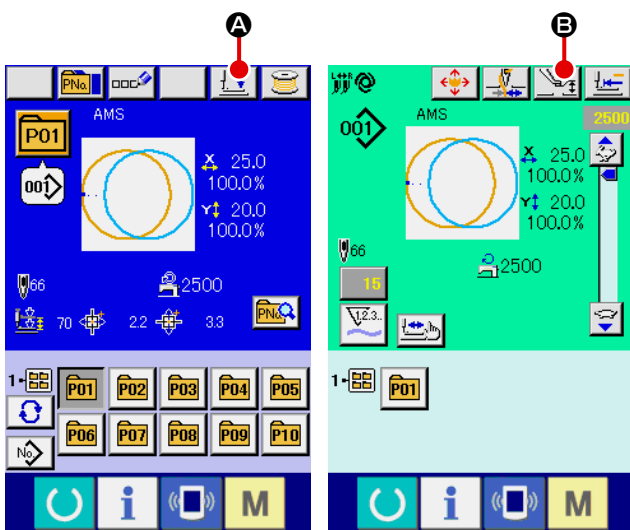 A
B
PNo.
AMS
P01
001
X 25.0
100.0%
Y 20.0
100.0%
66
2500
70 2.2 3.3
PNo.
1-
P01 P02 P03 P04 P05
P06 P07 P08 P09 P10
No.
i M
L R
AMS
2500
001
X 25.0
100.0%
Y 20.0
100.0%
66
2500
15
1.2.3..
1-
P01
i M